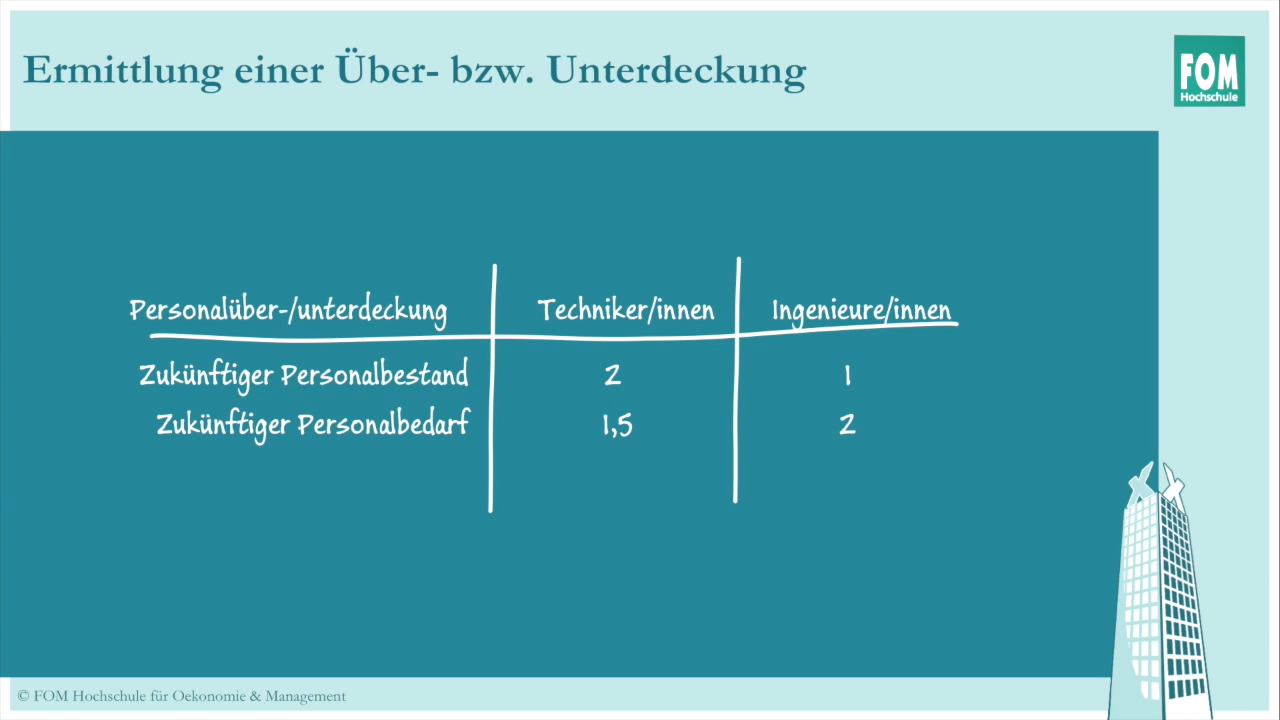 Ermittlung einer Über- bzw. Unterdeckung
FOM
Hochschule
Personalüber-/unterdeckung Techniker/innen Ingenieure/innen
Zukünftiger Personalbestand 2 1
Zukünftiger Personalbedarf 1,5 2
© FOM Hochschule für Oekonomie & Management